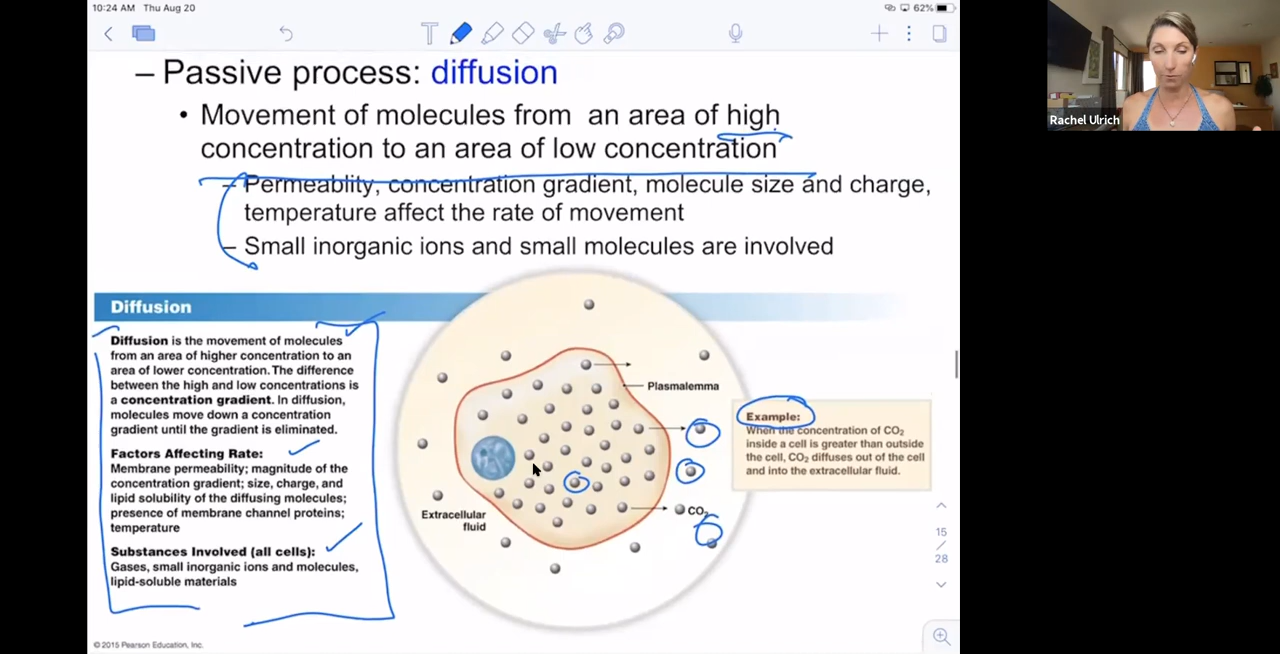 10:24 AM Thu Aug 20
62%
– Passive process: diffusion
• Movement of molecules from an area of high
concentration to an area of low concentration
– Permeablity, concentration gradient, molecule size and charge,
temperature affect the rate of movement
– Small inorganic ions and small molecules are involved
Diffusion
Diffusion is the movement of molecules
from an area of higher concentration to an
area of lower concentration. The difference
between the high and low concentrations is
a concentration gradient. In diffusion,
molecules move down a concentration
gradient until the gradient is eliminated.
Factors Affecting Rate:
Membrane permeability; magnitude of the
concentration gradient; size, charge, and
lipid solubility of the diffusing molecules;
presence of membrane channel proteins;
temperature
Substances Involved (all cells):
Gases, small inorganic ions and molecules,
lipid-soluble materials
Plasmalemma
Extracellular
fluid
CO₂
Example:
When the concentration of CO₂
inside a cell is greater than outside
the cell, CO₂ diffuses out of the cell
and into the extracellular fluid.
15
/
28
© 2015 Pearson Education, Inc.
Rachel Ulrich